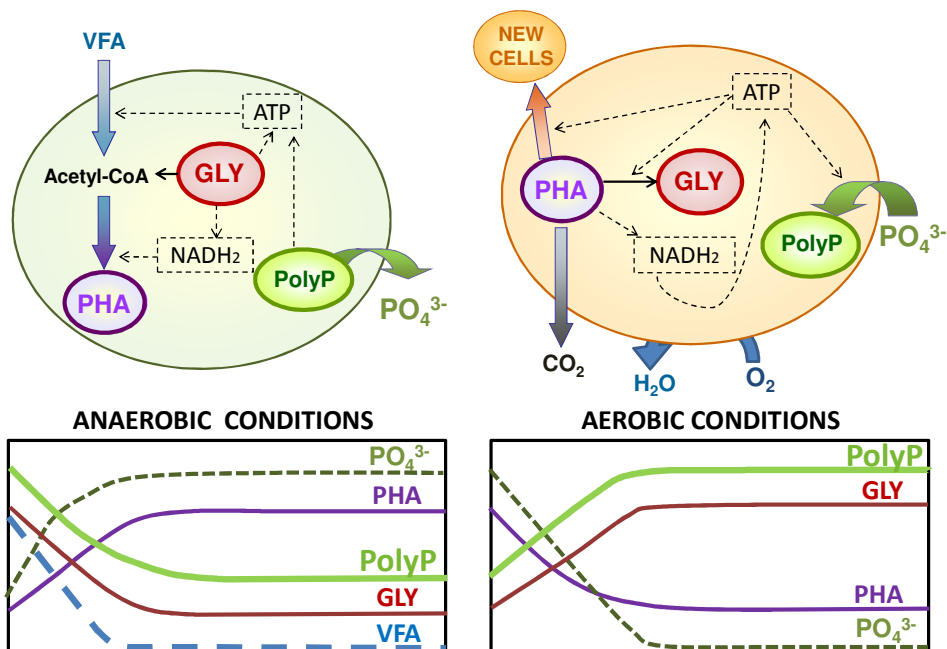 VFA
ATP
Acetyl-CoA
GLY
NADH₂
PolyP
PHA
PO₄³⁻
NEW
CELLS
ATP
PHA
GLY
PolyP
PO₄³⁻
NADH₂
CO₂
H₂O
O₂
ANAEROBIC CONDITIONS
PO₄³⁻
PHA
PolyP
GLY
VFA
AEROBIC CONDITIONS
PolyP
GLY
PHA
PO₄³⁻